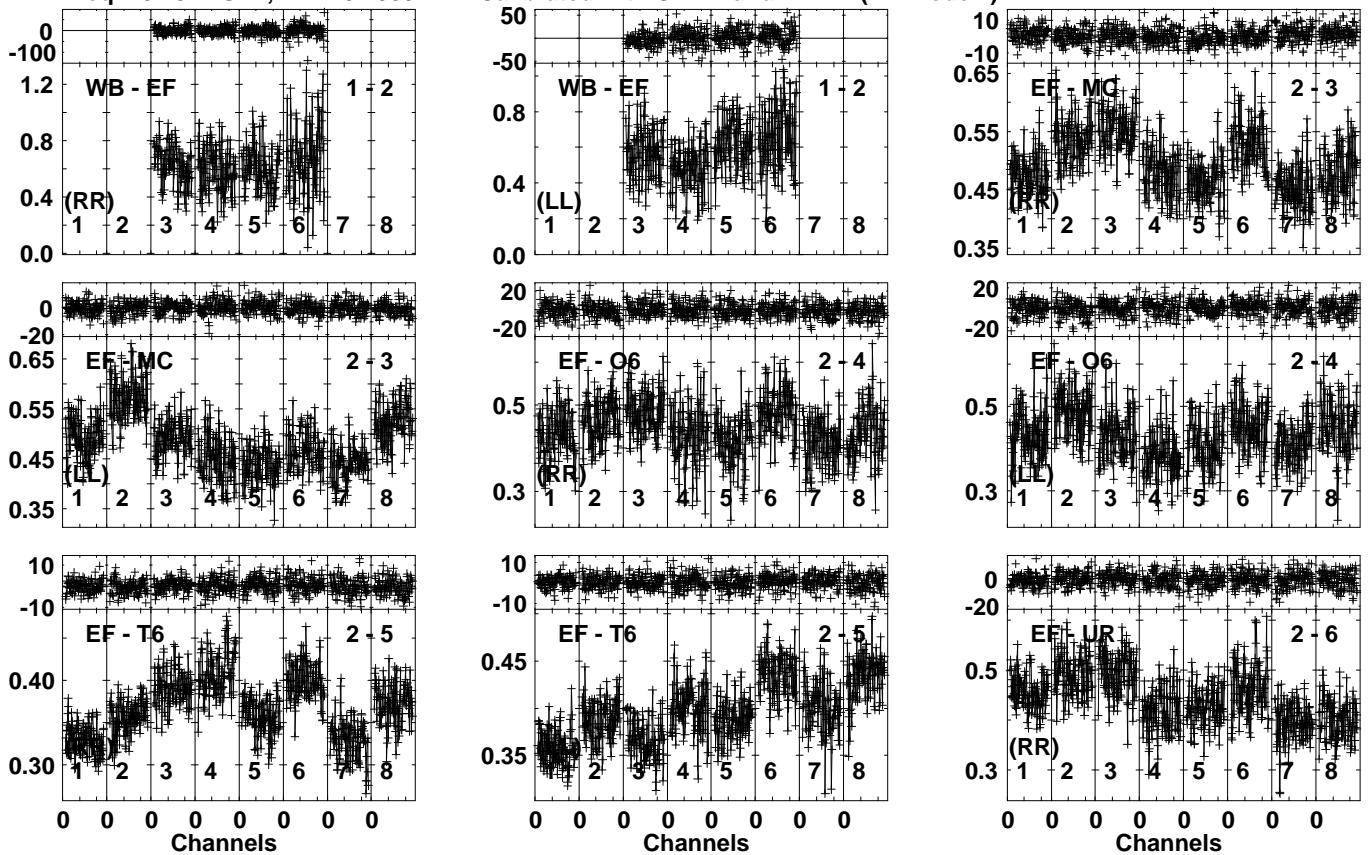 0
-100
1.2
0.8
0.4
0.0
WB - EF
1 - 2
(RR)
1 2 3 4 5 6 7 8
50
-50
0.8
0.4
0.0
WB - EF
1 - 2
(LL)
1 2 3 4 5 6 7 8
10
-10
0.65
0.55
0.45
0.35
EF - MC
2 - 3
(RR)
1 2 3 4 5 6 7 8
0
-20
0.65
0.55
0.45
0.35
EF - MC
2 - 3
(LL)
1 2 3 4 5 6 7 8
20
-20
0.5
0.3
EF - O6
2 - 4
(RR)
1 2 3 4 5 6 7 8
20
-20
0.5
0.3
EF - O6
2 - 4
(LL)
1 2 3 4 5 6 7 8
10
-10
0.40
0.30
EF - T6
2 - 5
1 2 3 4 5 6 7 8
0 0 0 0 0 0 0 0
Channels
10
-10
0.45
0.35
EF - T6
2 - 5
1 2 3 4 5 6 7 8
0 0 0 0 0 0 0 0
Channels
0
-20
0.5
0.3
EF - UR
2 - 6
(RR)
1 2 3 4 5 6 7 8
0 0 0 0 0 0 0 0
Channels